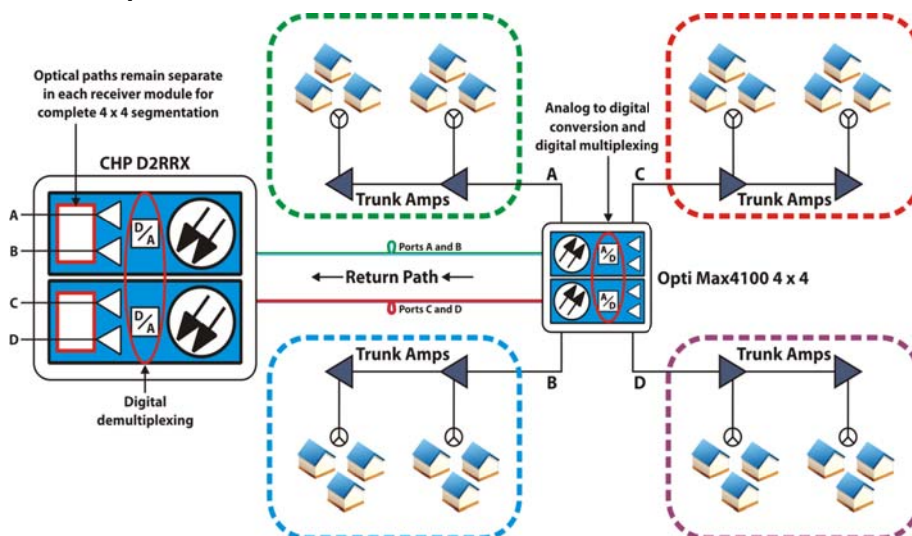 Optical paths remain separate
in each receiver module for
complete 4 x 4 segmentation
CHP D2RRX
A
B
C
D
D/A
D/A
Digital
demultiplexing
Trunk Amps
A
Analog to digital
conversion and
digital multiplexing
C
Trunk Amps
Ports A and B
Return Path
Ports C and D
A/D
A/D
Opti Max4100 4 x 4
Trunk Amps
B
D
Trunk Amps